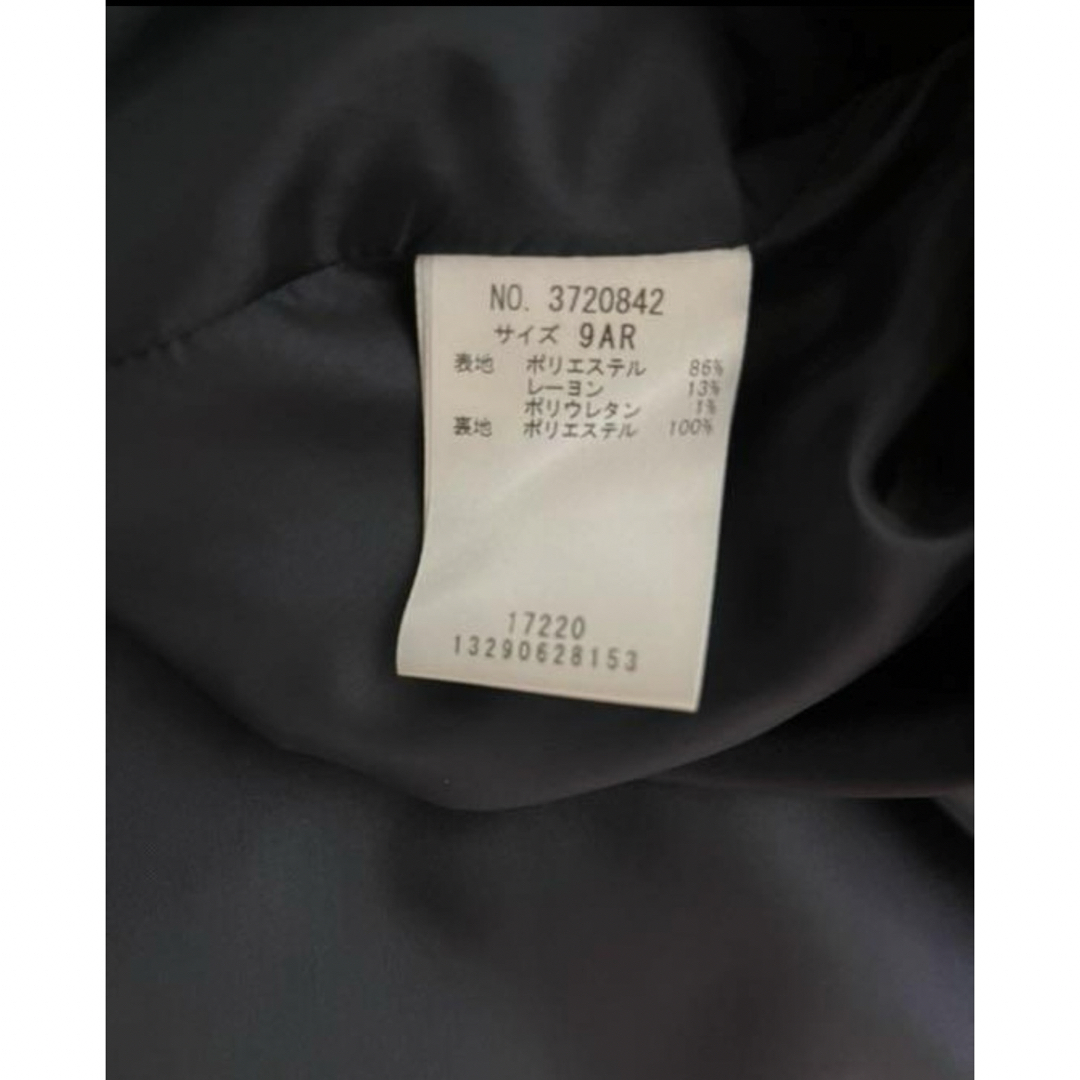 NO. 3720842
サイズ 9AR
表地 ポリエステル 86%
レーヨン 13%
ポリウレタン 1%
裏地 ポリエステル 100%
17220
13290628153